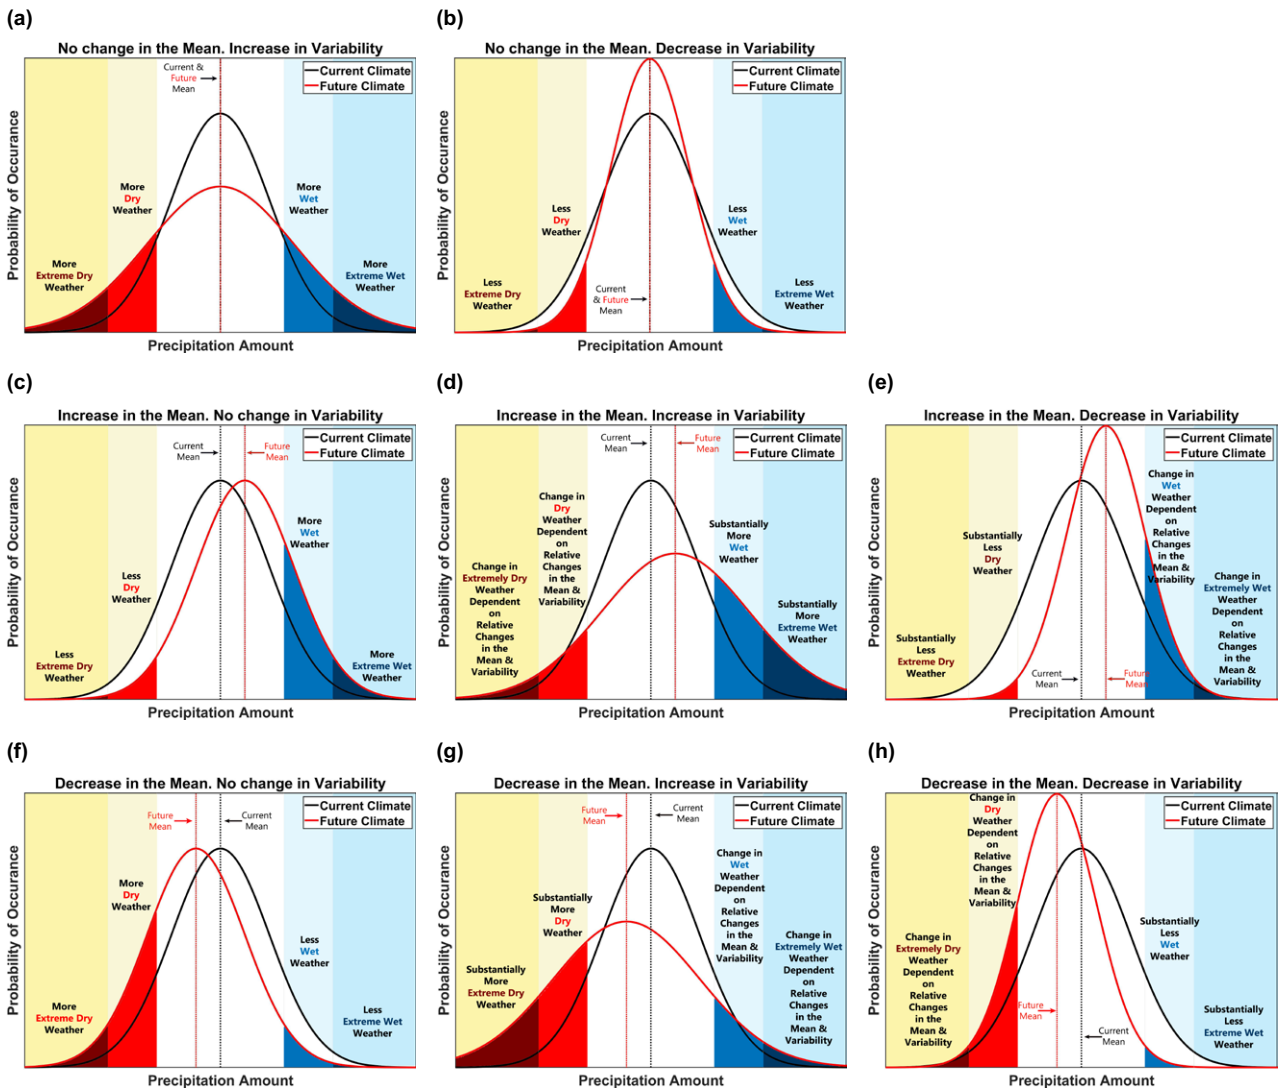 (a)
No change in the Mean. Increase in Variability
Probability of Occurance
Current &
Future
Mean
Current Climate
Future Climate
More
Dry
Weather
More
Wet
Weather
More
Extreme Dry
Weather
More
Extreme Wet
Weather
Precipitation Amount
(b)
No change in the Mean. Decrease in Variability
Probability of Occurance
Current Climate
Future Climate
Less
Dry
Weather
Less
Wet
Weather
Less
Extreme Dry
Weather
Current
& Future
Mean
Less
Extreme Wet
Weather
Precipitation Amount
(c)
Increase in the Mean. No change in Variability
Probability of Occurance
Current
Mean
Future
Mean
Current Climate
Future Climate
More
Wet
Weather
Less
Dry
Weather
Less
Extreme Dry
Weather
More
Extreme Wet
Weather
Precipitation Amount
(d)
Increase in the Mean. Increase in Variability
Probability of Occurance
Current
Mean
Future
Mean
Current Climate
Future Climate
Change in
Dry
Weather
Dependent
on
Relative
Changes
in the
Mean &
Variability
Substantially
More
Wet
Weather
Change in
Extremely Dry
Weather
Dependent
on
Relative
Changes
in the
Mean &
Variability
Substantially
More
Extreme Wet
Weather
Precipitation Amount
(e)
Increase in the Mean. Decrease in Variability
Probability of Occurance
Current Climate
Future Climate
Change in
Wet
Weather
Dependent
on
Relative
Changes
in the
Mean &
Variability
Substantially
Less
Dry
Weather
Change in
Extremely Wet
Weather
Dependent
on
Relative
Changes
in the
Mean &
Variability
Substantially
Less
Extreme Dry
Weather
Current
Mean
Future
Mean
Precipitation Amount
(f)
Decrease in the Mean. No change in Variability
Probability of Occurance
Future
Mean
Current
Mean
Current Climate
Future Climate
More
Dry
Weather
Less
Wet
Weather
More
Extreme Dry
Weather
Less
Extreme Wet
Weather
Precipitation Amount
(g)
Decrease in the Mean. Increase in Variability
Probability of Occurance
Future
Mean
Current
Mean
Current Climate
Future Climate
Change in
Wet
Weather
Dependent
on
Relative
Changes
in the
Mean &
Variability
Substantially
More
Dry
Weather
Substantially
More
Extreme Dry
Weather
Change in
Extremely Wet
Weather
Dependent
on
Relative
Changes
in the
Mean &
Variability
Precipitation Amount
(h)
Decrease in the Mean. Decrease in Variability
Probability of Occurance
Change in
Dry
Weather
Dependent
on
Relative
Changes
in the
Mean &
Variability
Current Climate
Future Climate
Substantially
Less
Wet
Weather
Change in
Extremely Dry
Weather
Dependent
on
Relative
Changes
in the
Mean &
Variability
Future
Mean
Current
Mean
Substantially
Less
Extreme Wet
Weather
Precipitation Amount